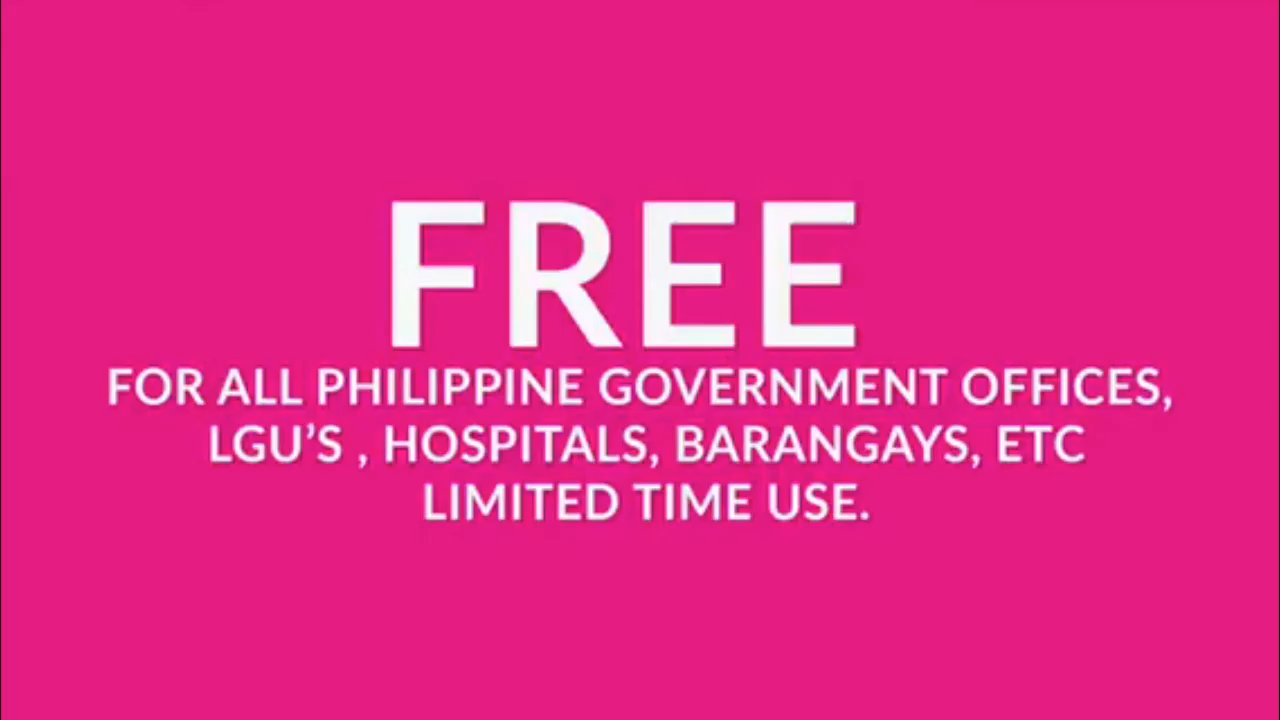 FREE
FOR ALL PHILIPPINE GOVERNMENT OFFICES,
LGU’S , HOSPITALS, BARANGAYS, ETC
LIMITED TIME USE.